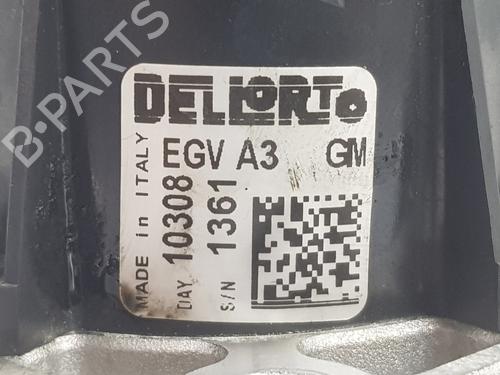 DELLORTO
EGV A3 GM
MADE in ITALY
DAY 10308
S/N 1361
B-PARTS